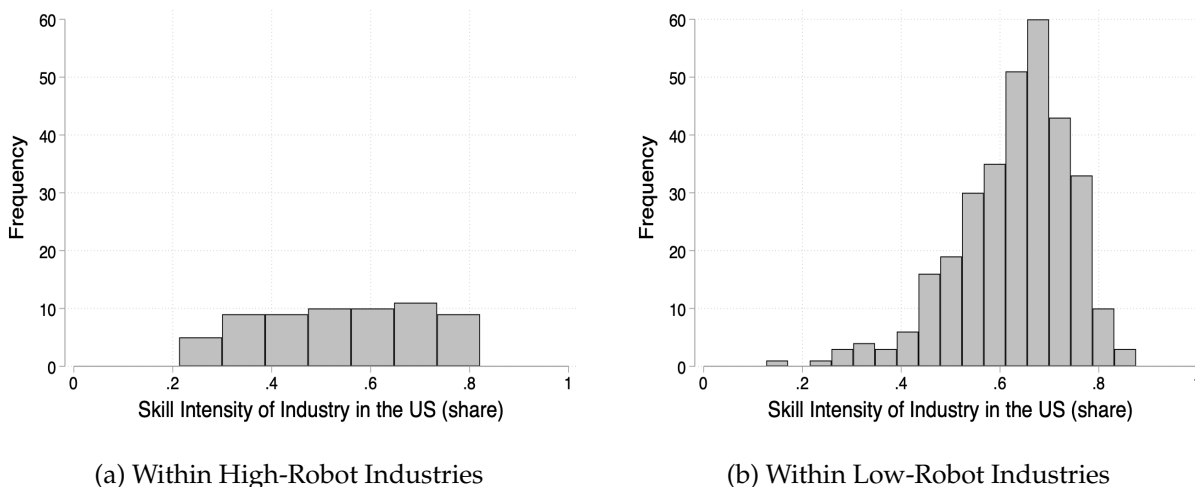 60
50
40
30
20
10
0
Frequency
0 .2 .4 .6 .8 1
Skill Intensity of Industry in the US (share)
(a) Within High-Robot Industries
60
50
40
30
20
10
0
Frequency
0 .2 .4 .6 .8 1
Skill Intensity of Industry in the US (share)
(b) Within Low-Robot Industries